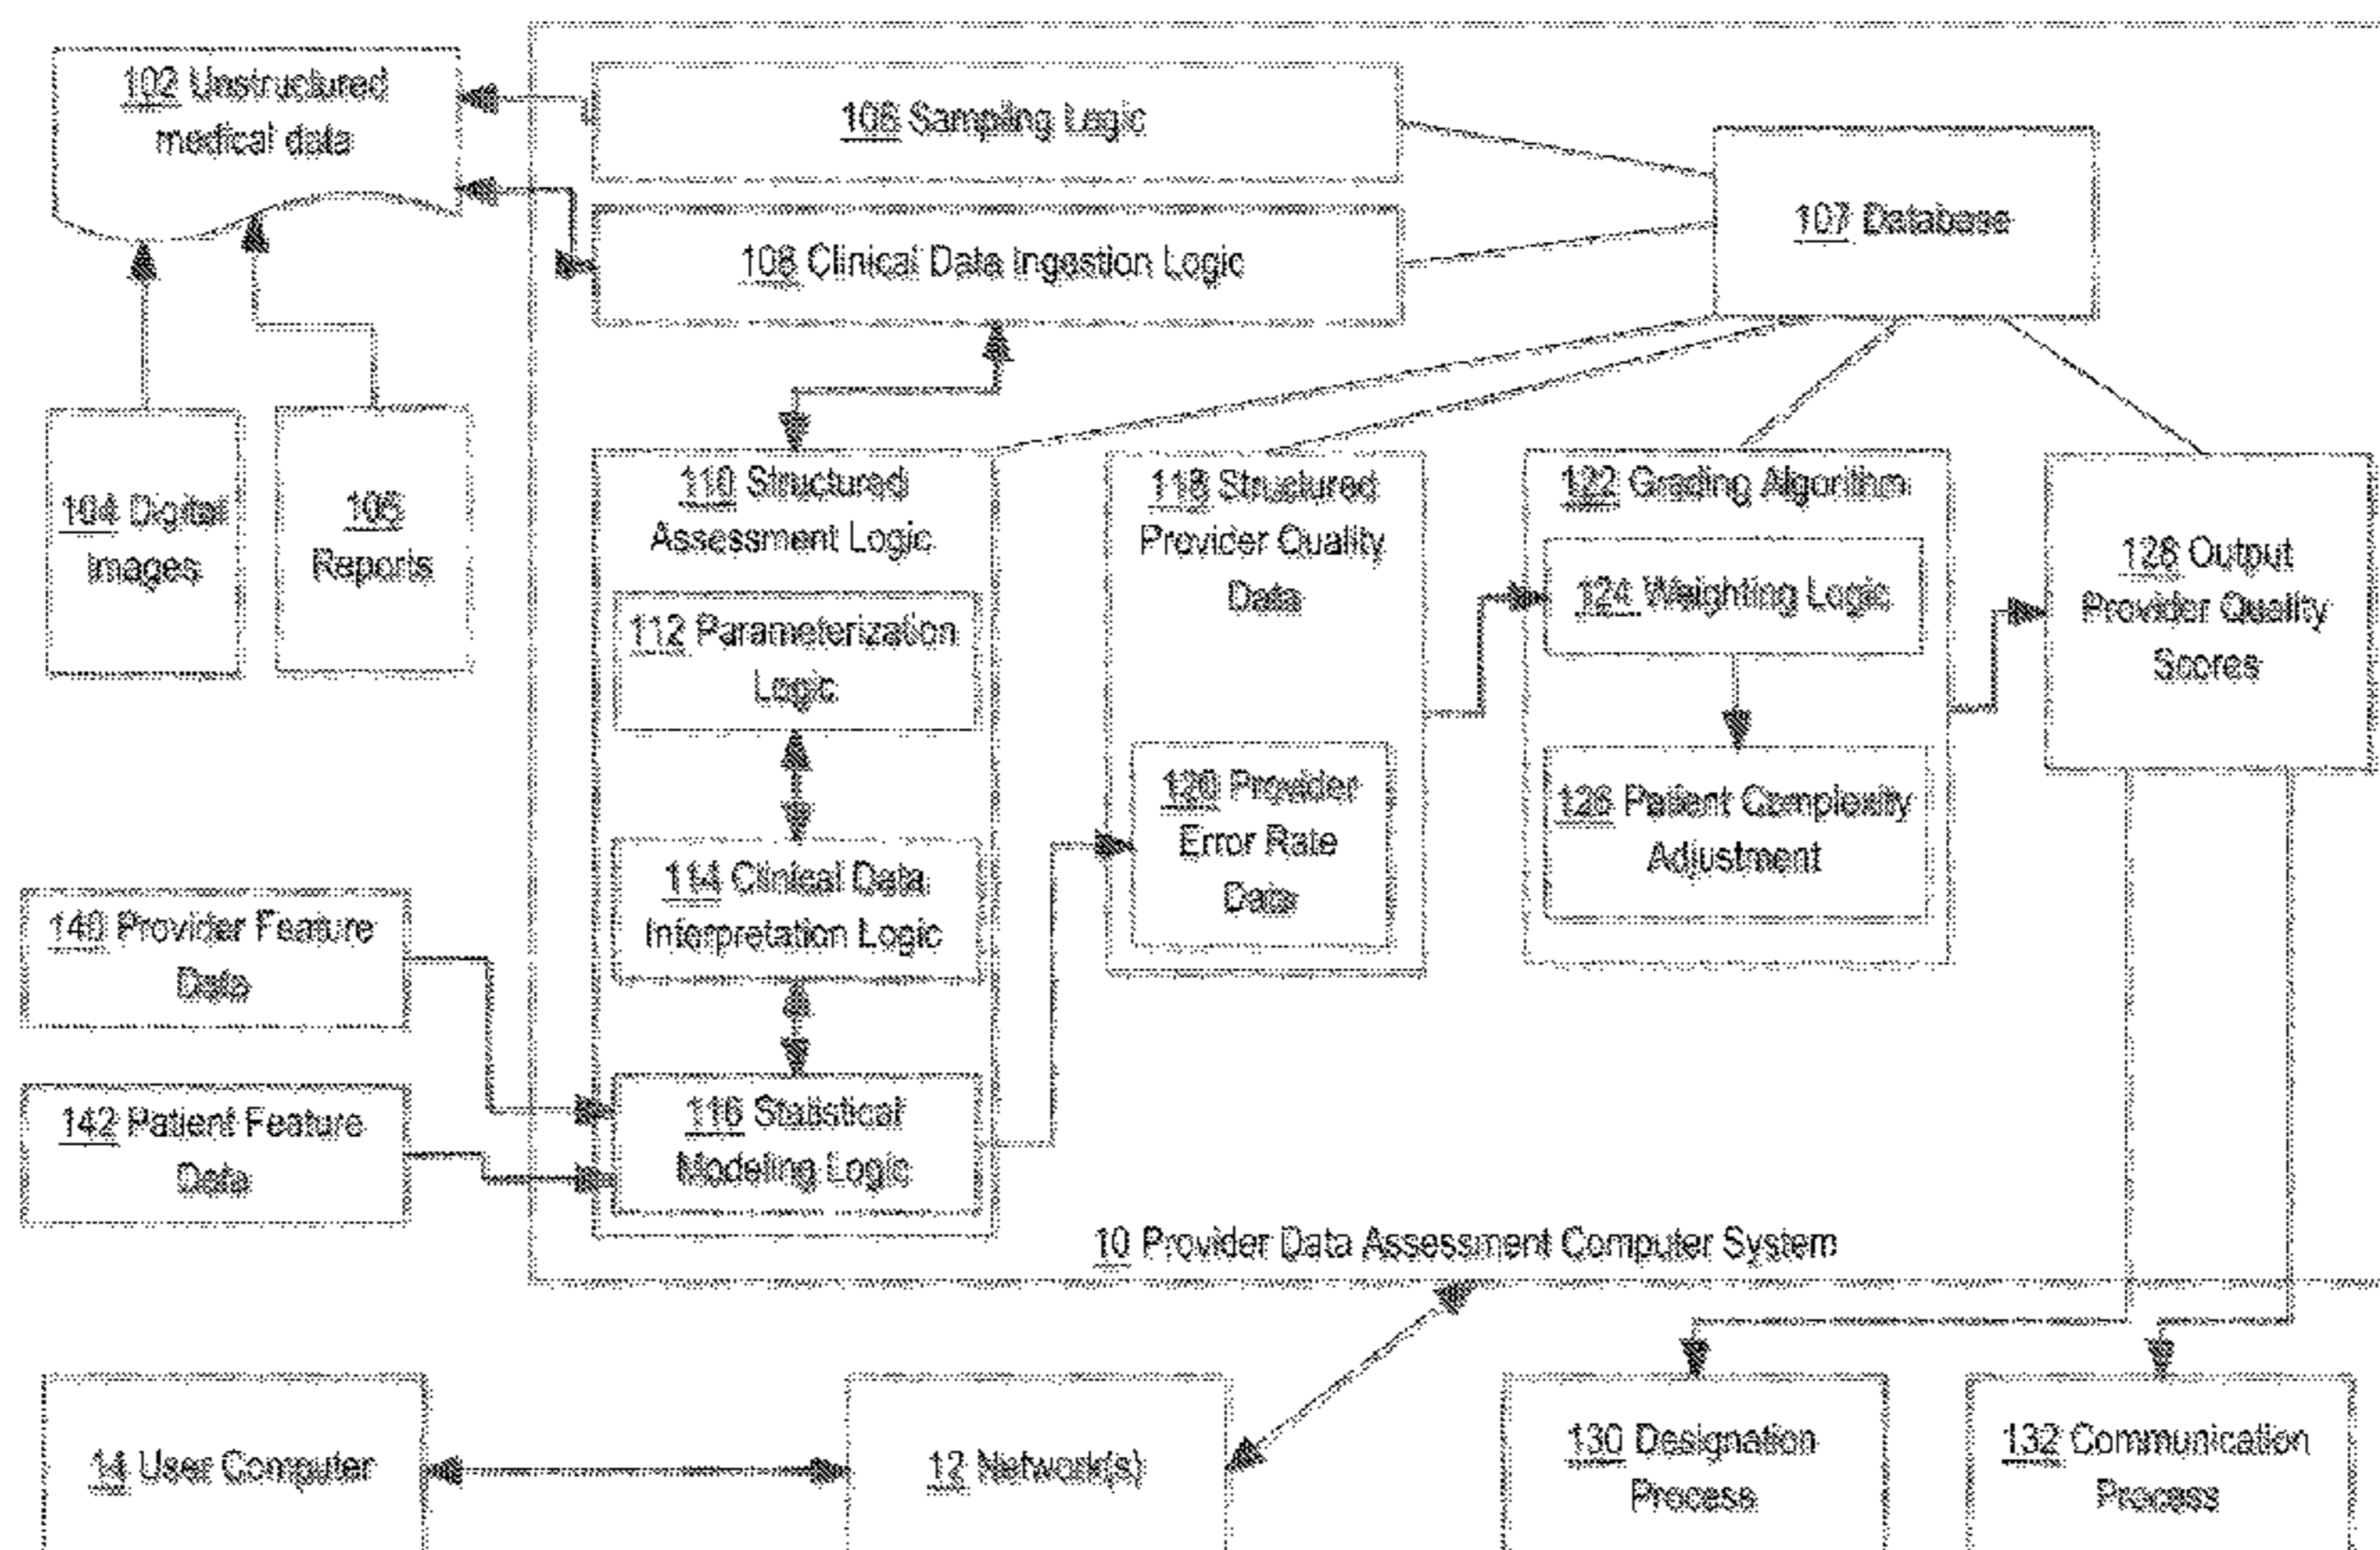 102 Unstructured
medical data
106 Sampling Logic
107 Database
108 Clinical Data Ingestion Logic
104 Digital
Images
105
Reports
110 Structured
Assessment Logic
112 Parameterization
Logic
114 Clinical Data
Interpretation Logic
116 Statistical
Modeling Logic
118 Structured
Provider Quality
Data
120 Provider
Error Rate
Data
122 Grading Algorithm
124 Weighting Logic
126 Patient Complexity
Adjustment
128 Output
Provider Quality
Scores
140 Provider Feature
Data
142 Patient Feature
Data
10 Provider Data Assessment Computer System
14 User Computer
12 Network(s)
130 Designation
Process
132 Communication
Process